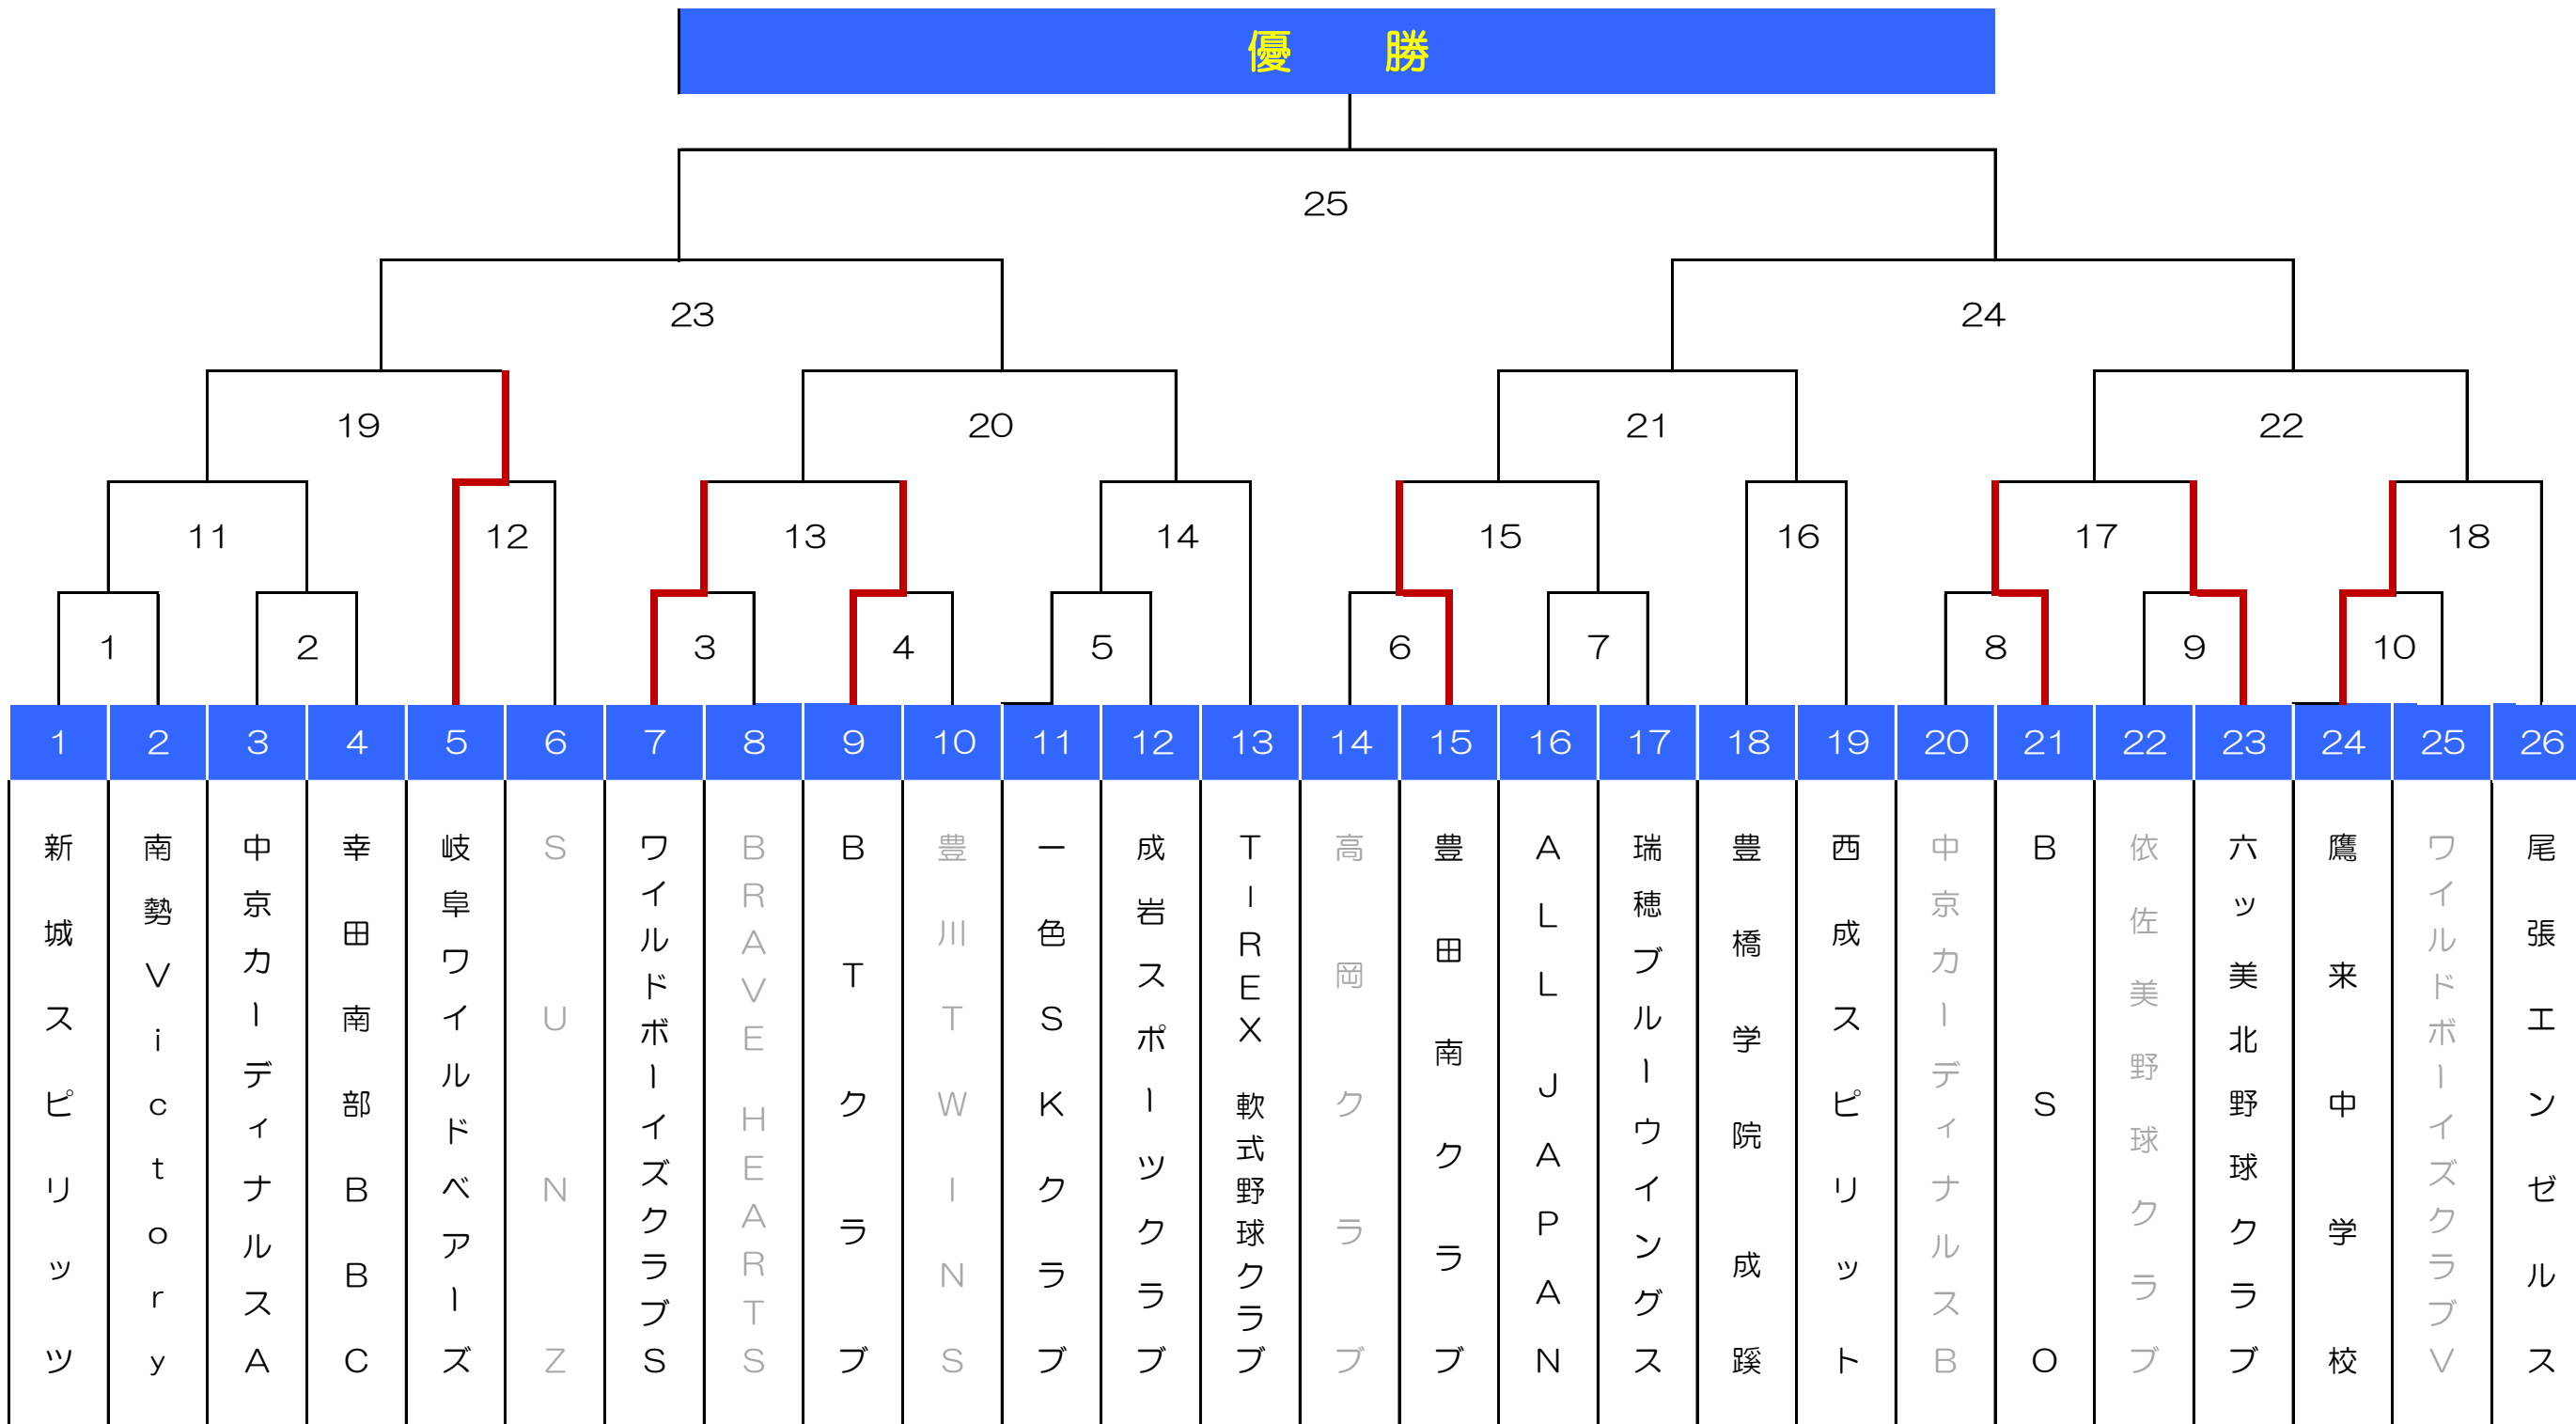 優 勝
25
23 24
19 20 21 22
11 12 13 14 15 16 17 18
1 2 3 4 5 6 7 8 9 10
1 2 3 4 5 6 7 8 9 10 11 12 13 14 15 16 17 18 19 20 21 22 23 24 25 26
新城スピリッツ
南勢Victory
中京カーディナルスA
幸田南部BBC
岐阜ワイルドベアーズ
SUNZ
ワイルドボーイズクラブS
BRAVE HEARTS
BTクラブ
豊川TWINS
一色SKクラブ
成岩スポーツクラブ
T-REX 軟式野球クラブ
高岡クラブ
豊田南クラブ
ALL JAPAN
瑞穂ブルーウイングス
豊橋学院成蹊
西成スピリット
中京カーディナルスB
BSO
依佐美野球クラブ
六ッ美北野球クラブ
鷹来中学校
ワイルドボーイズクラブV
尾張エンゼルス